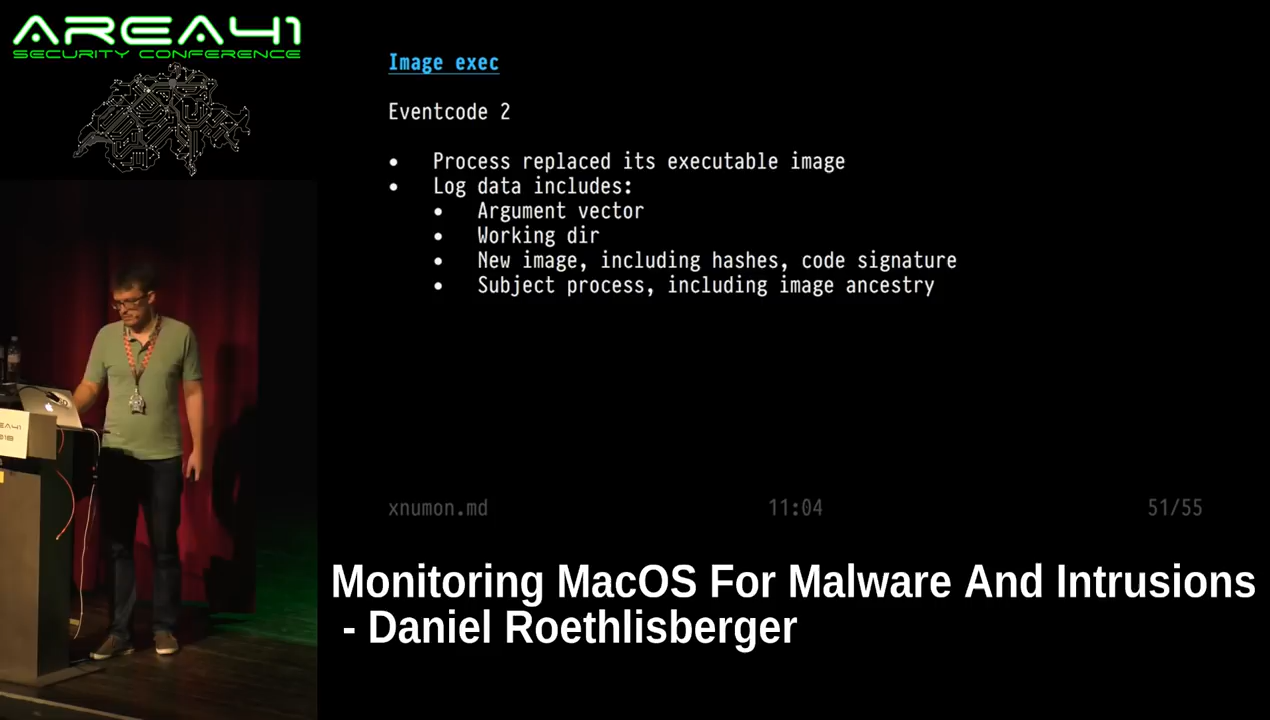 AREA41
SECURITY CONFERENCE
Image exec
Eventcode 2
• Process replaced its executable image
• Log data includes:
• Argument vector
• Working dir
• New image, including hashes, code signature
• Subject process, including image ancestry
xnumon.md 11:04 51/55
Monitoring MacOS For Malware And Intrusions
- Daniel Roethlisberger